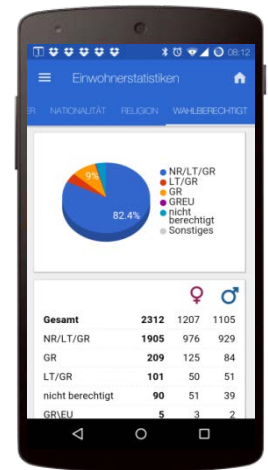 08:12
Einwohnerstatistiken
ER NATIONALITÄT RELIGION WAHLBERECHTIGT
9%
82.4%
NR/LT/GR
LT/GR
GR
GREU
nicht
berechtigt
Sonstiges
Gesamt 2312 1207 1105
NR/LT/GR 1905 976 929
GR 209 125 84
LT/GR 101 50 51
nicht berechtigt 90 51 39
GR\EU 5 3 2